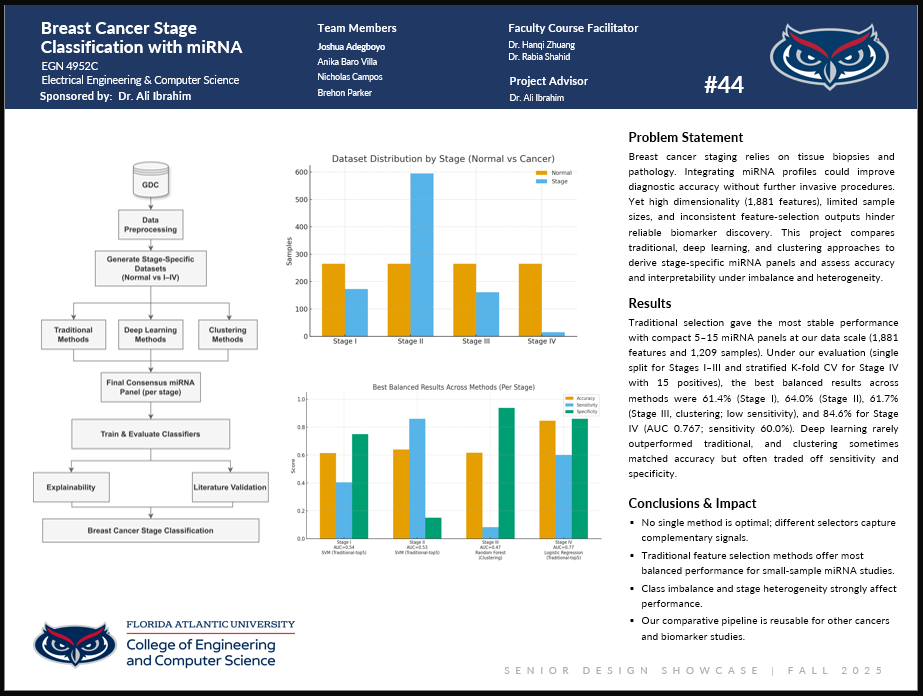 Breast Cancer Stage
Classification with miRNA
EGN 4952C
Electrical Engineering & Computer Science
Sponsored by: Dr. Ali Ibrahim
Team Members
Joshua Adegboyo
Anika Baro Villa
Nicholas Campos
Brehon Parker
Faculty Course Facilitator
Dr. Hanqi Zhuang
Dr. Rabia Shahid
Project Advisor
Dr. Ali Ibrahim
#44
GDC
Data
Preprocessing
Generate Stage-Specific
Datasets
(Normal vs I–IV)
Traditional
Methods
Deep Learning
Methods
Clustering
Methods
Final Consensus miRNA
Panel (per stage)
Train & Evaluate Classifiers
Explainability
Literature Validation
Breast Cancer Stage Classification
Dataset Distribution by Stage (Normal vs Cancer)
Normal
Stage
Samples
600
500
400
300
200
100
0
Stage I
Stage II
Stage III
Stage IV
Best Balanced Results Across Methods (Per Stage)
Accuracy
Sensitivity
Specificity
Score
1.0
0.8
0.6
0.4
0.2
0.0
Stage I
AUC=0.54
SVM (Traditional-top5)
Stage II
AUC=0.53
SVM (Traditional-top5)
Stage III
AUC=0.47
Random Forest
(Clustering)
Stage IV
AUC=0.77
Logistic Regression
(Traditional-top5)
Problem Statement
Breast cancer staging relies on tissue biopsies and
pathology. Integrating miRNA profiles could improve
diagnostic accuracy without further invasive procedures.
Yet high dimensionality (1,881 features), limited sample
sizes, and inconsistent feature-selection outputs hinder
reliable biomarker discovery. This project compares
traditional, deep learning, and clustering approaches to
derive stage-specific miRNA panels and assess accuracy
and interpretability under imbalance and heterogeneity.
Results
Traditional selection gave the most stable performance
with compact 5–15 miRNA panels at our data scale (1,881
features and 1,209 samples). Under our evaluation (single
split for Stages I–III and stratified K-fold CV for Stage IV
with 15 positives), the best balanced results across
methods were 61.4% (Stage I), 64.0% (Stage II), 61.7%
(Stage III, clustering; low sensitivity), and 84.6% for Stage
IV (AUC 0.767; sensitivity 60.0%). Deep learning rarely
outperformed traditional, and clustering sometimes
matched accuracy but often traded off sensitivity and
specificity.
Conclusions & Impact
▪ No single method is optimal; different selectors capture
complementary signals.
▪ Traditional feature selection methods offer most
balanced performance for small-sample miRNA studies.
▪ Class imbalance and stage heterogeneity strongly affect
performance.
▪ Our comparative pipeline is reusable for other cancers
and biomarker studies.
FLORIDA ATLANTIC UNIVERSITY
College of Engineering
and Computer Science
SENIOR DESIGN SHOWCASE | FALL 2025